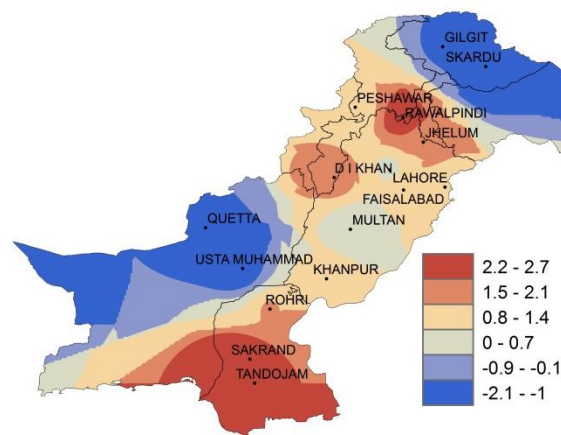 GILGIT
SKARDU
PESHAWAR
RAWALPINDI
JHELUM
D I KHAN
LAHORE
FAISALABAD
QUETTA
MULTAN
USTA MUHAMMAD
KHANPUR
ROHRI
SAKRAND
TANDOJAM
2.2 - 2.7
1.5 - 2.1
0.8 - 1.4
0 - 0.7
-0.9 - -0.1
-2.1 - -1